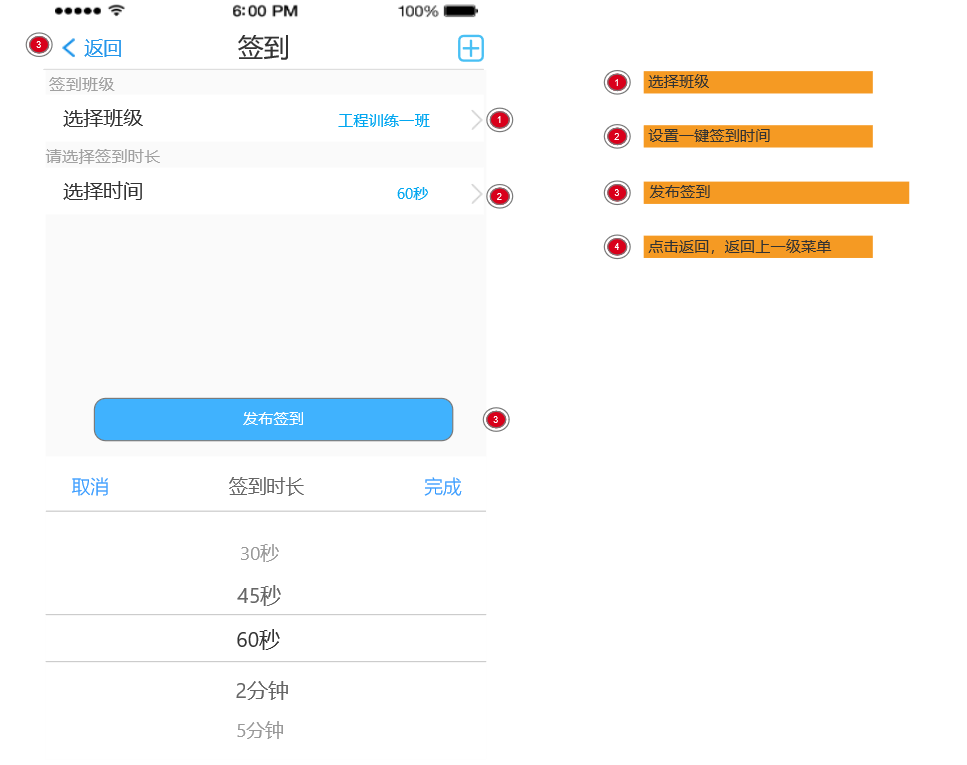 6:00 PM 100%
3 返回 签到
签到班级
选择班级 工程训练一班 1
请选择签到时长
选择时间 60秒 2
发布签到 3
取消 签到时长 完成
30秒
45秒
60秒
2分钟
5分钟
1 选择班级
2 设置一键签到时间
3 发布签到
4 点击返回，返回上一级菜单